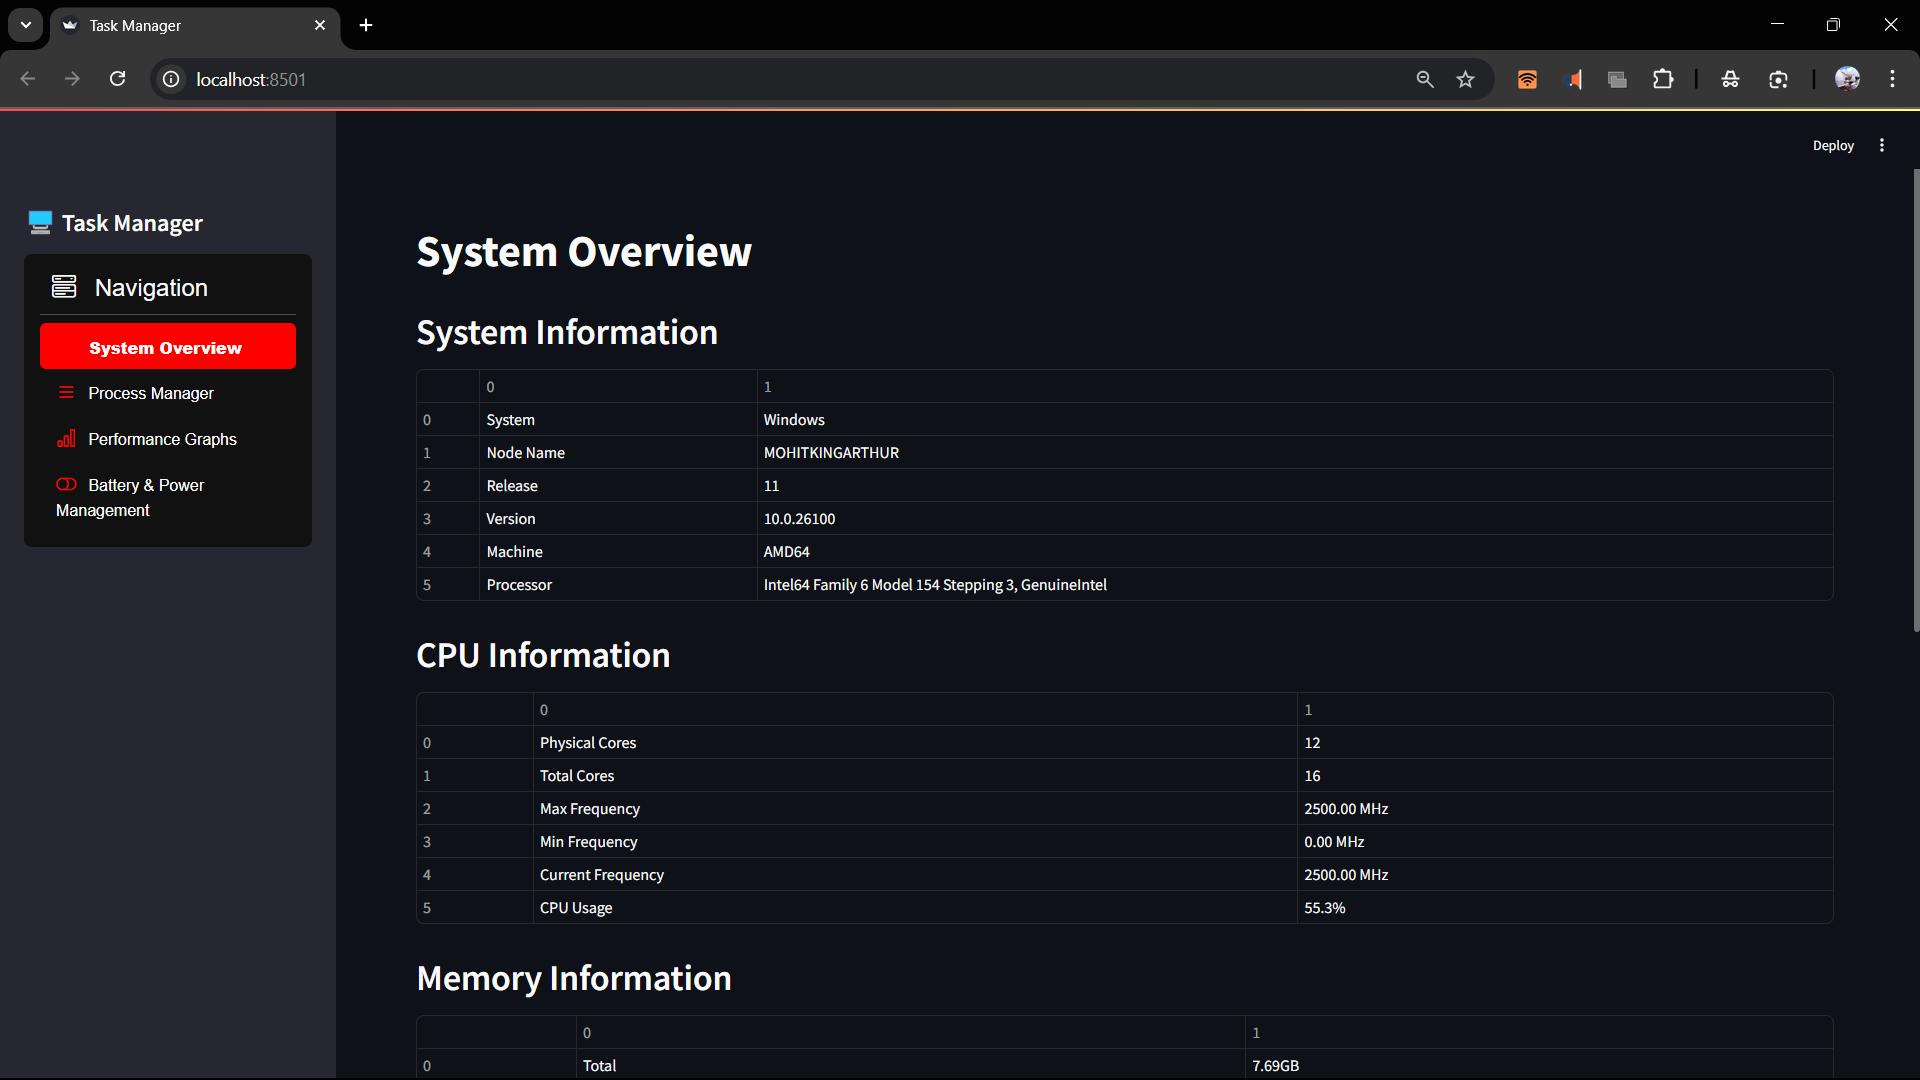 Task Manager
localhost:8501
Deploy
Task Manager
Navigation
System Overview
Process Manager
Performance Graphs
Battery & Power
Management
System Overview
System Information
0 1
0 System Windows
1 Node Name MOHITKINGARTHUR
2 Release 11
3 Version 10.0.26100
4 Machine AMD64
5 Processor Intel64 Family 6 Model 154 Stepping 3, GenuineIntel
CPU Information
0 1
0 Physical Cores 12
1 Total Cores 16
2 Max Frequency 2500.00 MHz
3 Min Frequency 0.00 MHz
4 Current Frequency 2500.00 MHz
5 CPU Usage 55.3%
Memory Information
0 1
0 Total 7.69GB